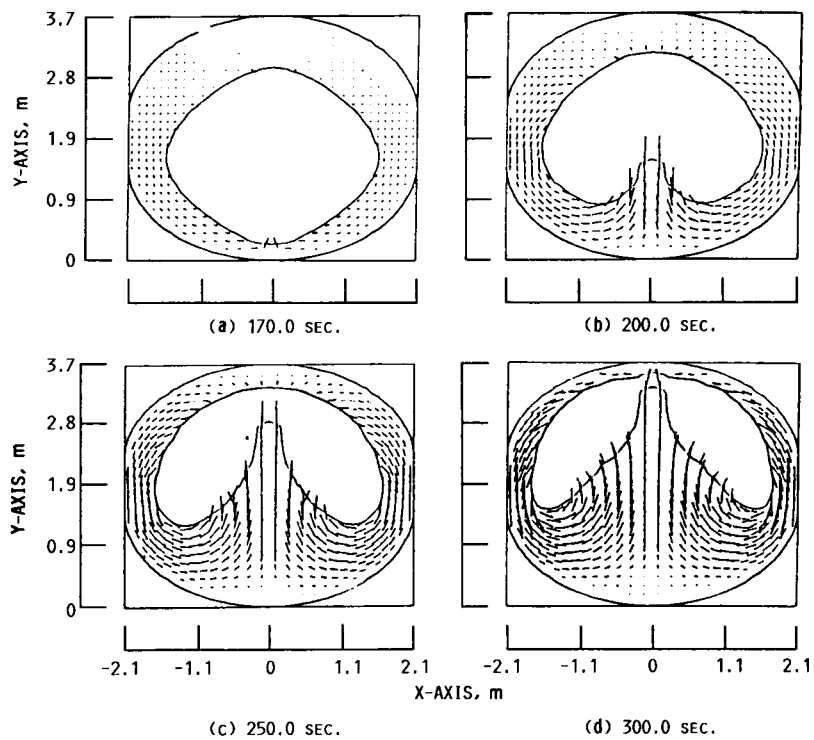 3.7
2.8
1.9
0.9
0
Y-AXIS, m
(a) 170.0 SEC.
(b) 200.0 SEC.
3.7
2.8
1.9
0.9
0
Y-AXIS, m
-2.1 -1.1 0 1.1 2.1
-2.1 -1.1 0 1.1 2.1
X-AXIS, m
(c) 250.0 SEC.
(d) 300.0 SEC.